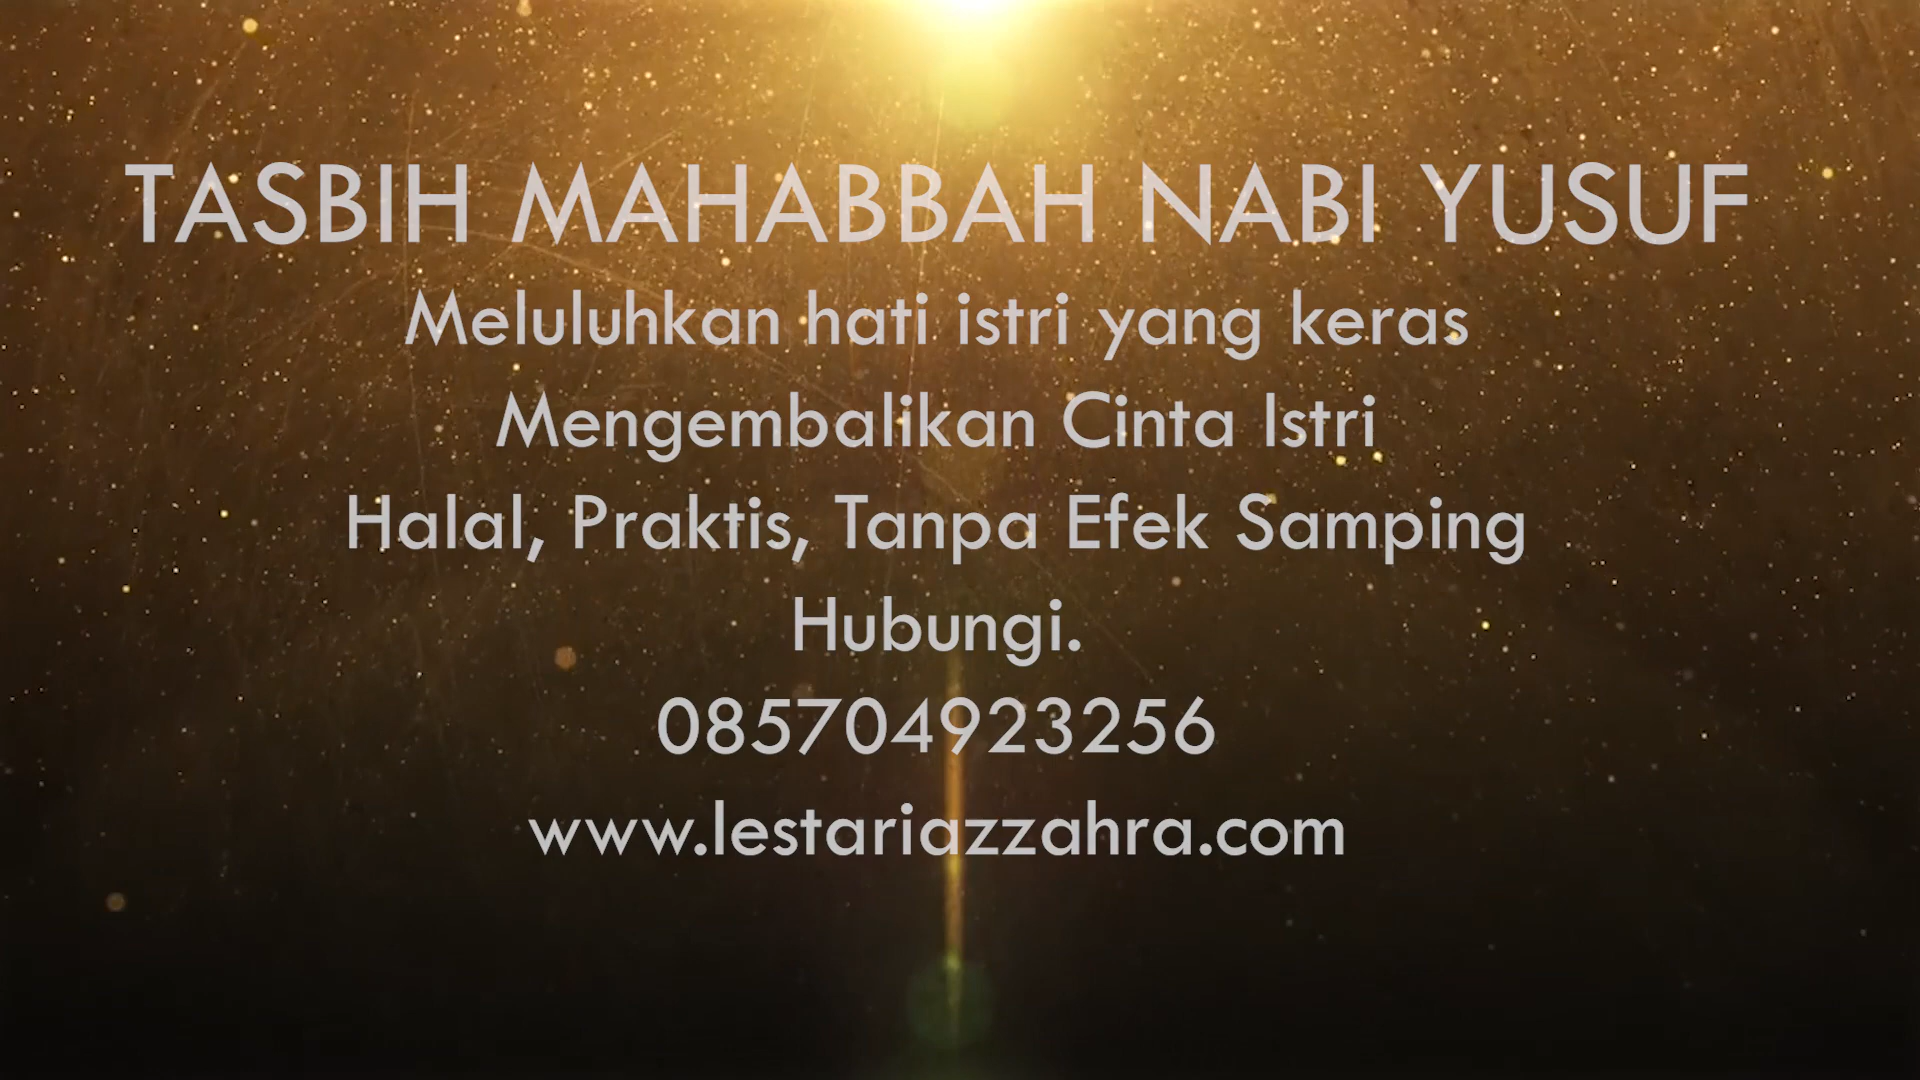 TASBIH MAHABBAH NABI YUSUF
Meluluhkan hati istri yang keras
Mengembalikan Cinta Istri
Halal, Praktis, Tanpa Efek Samping
Hubungi.
085704923256
www.lestariazzahra.com